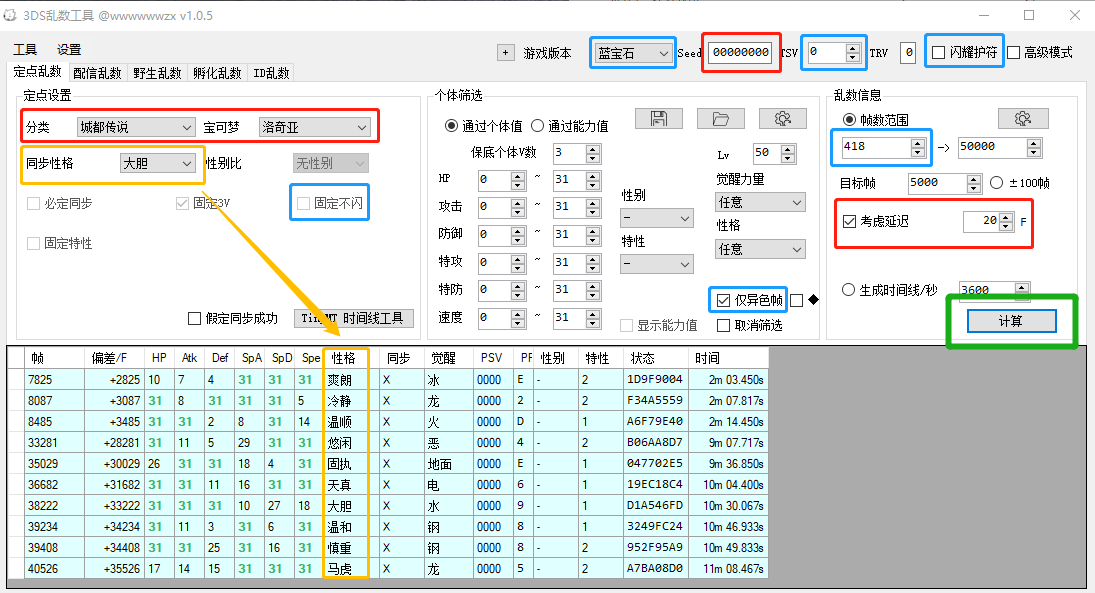 3DS乱数工具 @wwwwwwzx v1.0.5
工具 设置
+ 游戏版本 蓝宝石 Seed 00000000 TSV 0 TRV 0 闪耀护符 高级模式
定点乱数 配信乱数 野生乱数 孵化乱数 ID乱数
定点设置
分类 城都传说 宝可梦 洛奇亚
同步性格 大胆 性别比 无性别
必定同步 固定3V 固定不闪
固定特性
假定同步成功 TinyMT 时间线工具
个体筛选
通过个体值 通过能力值
保底个体V数 3 Lv 50
HP 0 ~ 31
攻击 0 ~ 31
防御 0 ~ 31
特攻 0 ~ 31
特防 0 ~ 31
速度 0 ~ 31
性别
-
特性
-
觉醒力量
任意
性格
任意
仅异色帧 ◆
显示能力值 取消筛选
乱数信息
帧数范围
418 -> 50000
目标帧 5000 ±100帧
考虑延迟 20 F
生成时间线/秒 3600
计算
帧 偏差/F HP Atk Def SpA SpD Spe 性格 同步 觉醒 PSV 性别 特性 状态 时间
7825 +2825 10 7 4 31 31 31 爽朗 X 冰 0000 E - 2 1D9F9004 2m 03.450s
8087 +3087 31 8 31 31 31 5 冷静 X 龙 0000 2 - 2 F34A5559 2m 07.817s
8485 +3485 31 31 2 8 31 14 温顺 X 火 0000 D - 1 A6F79E40 2m 14.450s
33281 +28281 31 11 5 29 31 31 悠闲 X 恶 0000 4 - 2 B06AA8D7 9m 07.717s
35029 +30029 26 31 31 18 4 31 固执 X 地面 0000 E - 1 047702E5 9m 36.850s
36682 +31682 31 31 11 16 31 31 天真 X 电 0000 6 - 1 19EC18C4 10m 04.400s
38222 +33222 31 31 31 10 27 18 大胆 X 水 0000 9 - 1 D1A546FD 10m 30.067s
39234 +34234 31 11 3 31 6 31 温和 X 钢 0000 8 - 1 3249FC24 10m 46.933s
39408 +34408 31 31 25 31 16 31 慎重 X 钢 0000 8 - 2 952F95A9 10m 49.833s
40526 +35526 17 14 15 31 31 31 马虎 X 龙 0000 5 - 2 A7BA08D0 11m 08.467s